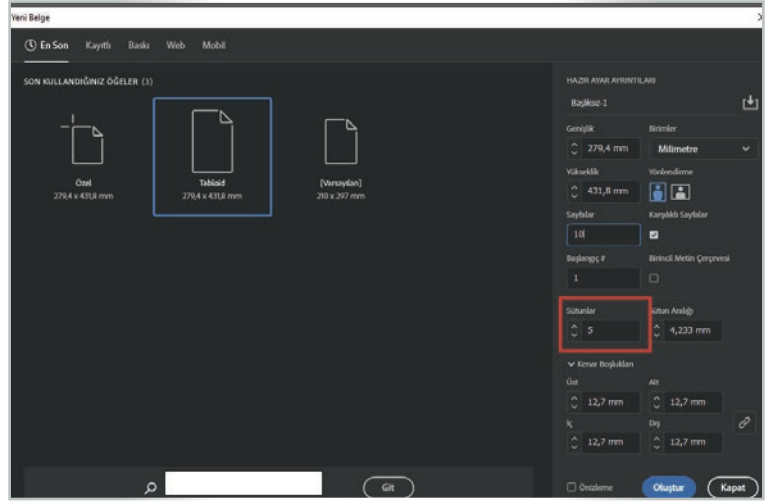 Yeni Belge
En Son Kayıtlı Baskı Web Mobil
SON KULLANDIĞINIZ ÖĞELER (3)
Özel
279,4 x 431,8 mm
Tabloid
279,4 x 431,8 mm
[Varsayılan]
210 x 297 mm
HAZIR AYAR AYRINTILARI
Başlıksız-1
Genişlik Birimler
279,4 mm Milimetre
Yükseklik Yönlendirme
431,8 mm
Sayfalar Karşılıklı Sayfalar
10
Başlangıç # Birincil Metin Çerçevesi
1
Sütunlar Sütun Aralığı
5 4,233 mm
Kenar Boşlukları
Üst Alt
12,7 mm 12,7 mm
İç Dış
12,7 mm 12,7 mm
Git
Önizleme Oluştur Kapat